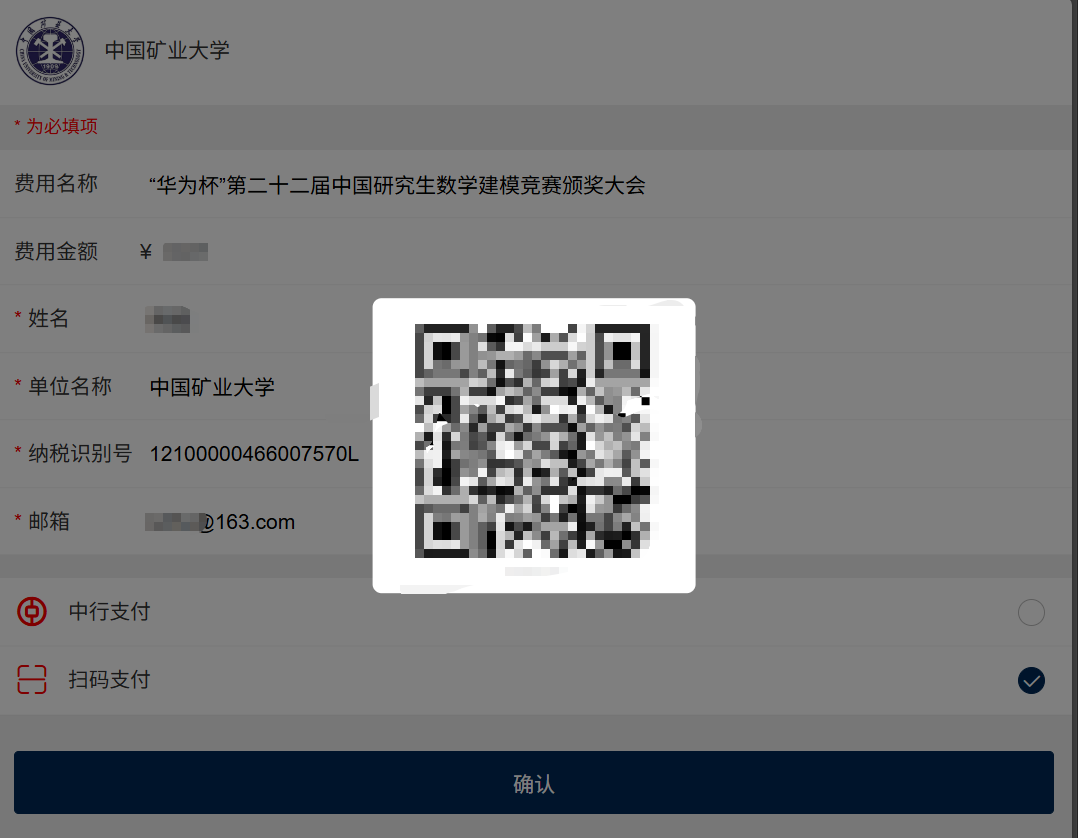 中国矿业大学
* 为必填项
费用名称 “华为杯”第二十二届中国研究生数学建模竞赛颁奖大会
费用金额 ¥
* 姓名
* 单位名称 中国矿业大学
* 纳税识别号 12100000466007570L
* 邮箱 @163.com
中行支付
扫码支付
确认